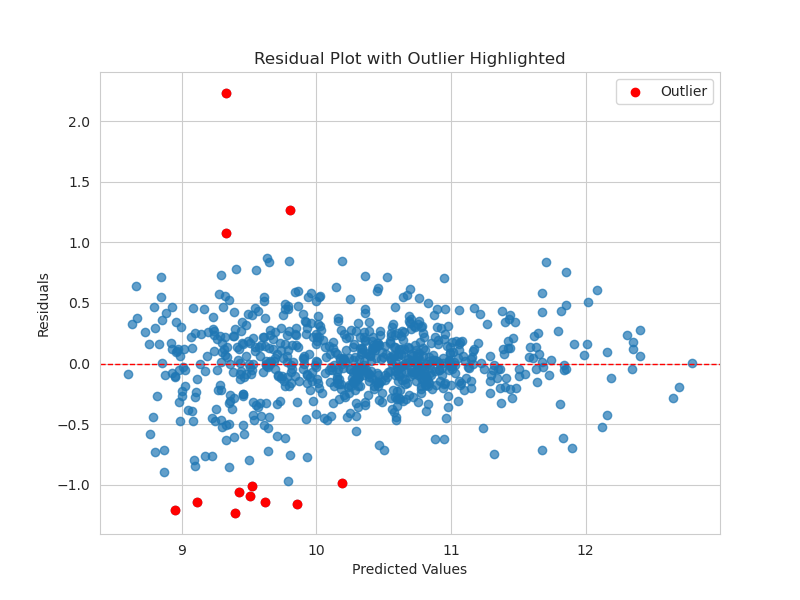 Residual Plot with Outlier Highlighted
Outlier
2.0
1.5
1.0
0.5
0.0
−0.5
−1.0
Residuals
9 10 11 12
Predicted Values